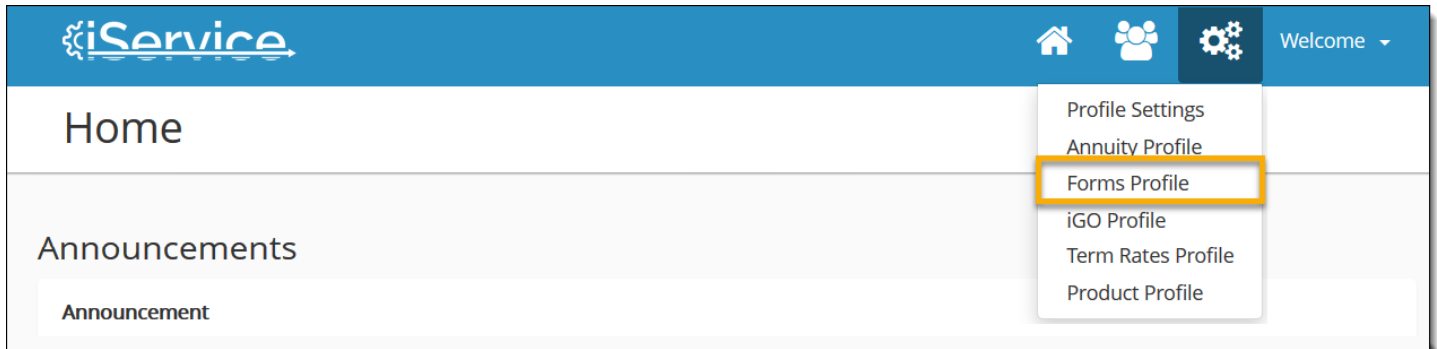 iService
Welcome
Home
Profile Settings
Annuity Profile
Forms Profile
iGO Profile
Term Rates Profile
Product Profile
Announcements
Announcement